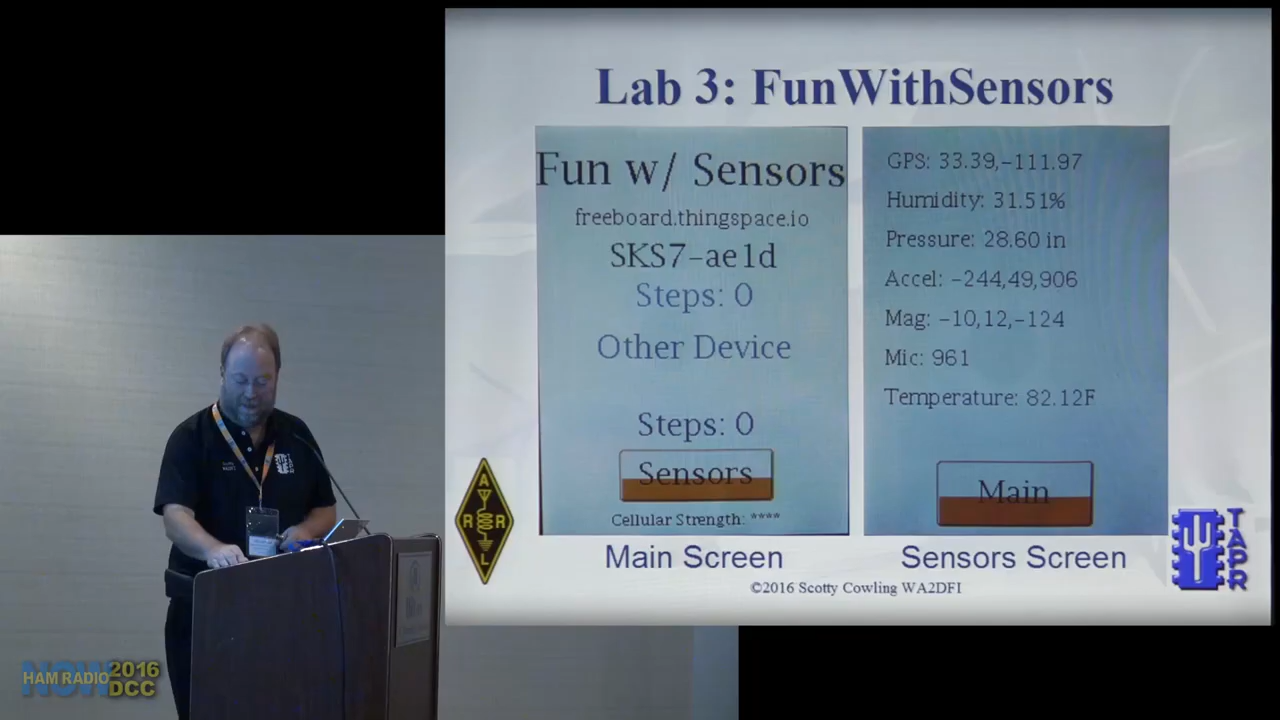 Lab 3: FunWithSensors
Fun w/ Sensors
freeboard.thingspace.io
SKS7-ae1d
Steps: 0
Other Device
Steps: 0
Sensors
Cellular Strength: ****
Main Screen
GPS: 33.39,-111.97
Humidity: 31.51%
Pressure: 28.60 in
Accel: -244,49,906
Mag: -10,12,-124
Mic: 961
Temperature: 82.12F
Main
Sensors Screen
©2016 Scotty Cowling WA2DFI
A
R R
L
TAPR
NOW
HAM RADIO 2016
DCC